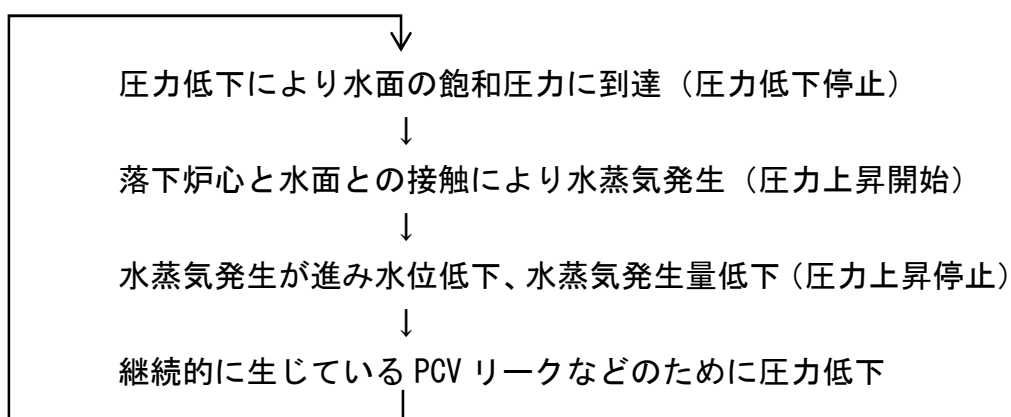 圧力低下により水面の飽和圧力に到達（圧力低下停止）
↓
落下炉心と水面との接触により水蒸気発生（圧力上昇開始）
↓
水蒸気発生が進み水位低下、水蒸気発生量低下（圧力上昇停止）
↓
継続的に生じている PCV リークなどのために圧力低下